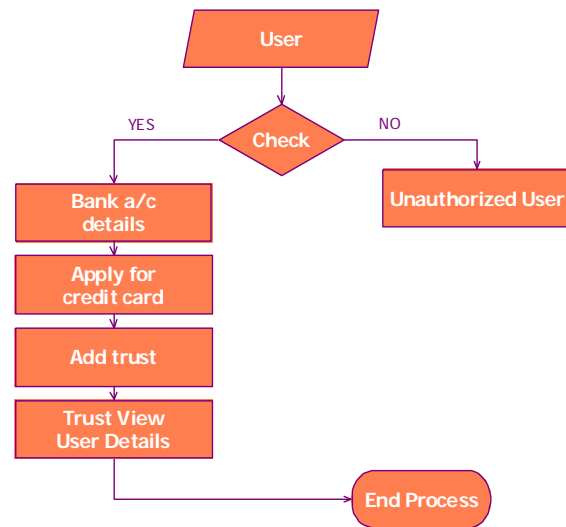 User
YES
NO
Check
Bank a/c
details
Unauthorized User
Apply for
credit card
Add trust
Trust View
User Details
End Process